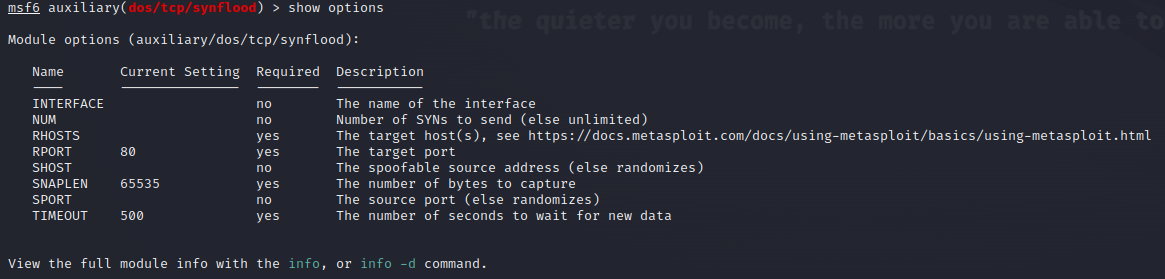 msf6 auxiliary(dos/tcp/synflood) > show options
"the quieter you become, the more you are able to
Module options (auxiliary/dos/tcp/synflood):
Name Current Setting Required Description
INTERFACE no The name of the interface
NUM no Number of SYNs to send (else unlimited)
RHOSTS yes The target host(s), see https://docs.metasploit.com/docs/using-metasploit/basics/using-metasploit.html
RPORT 80 yes The target port
SHOST no The spoofable source address (else randomizes)
SNAPLEN 65535 yes The number of bytes to capture
SPORT no The source port (else randomizes)
TIMEOUT 500 yes The number of seconds to wait for new data
View the full module info with the info, or info -d command.